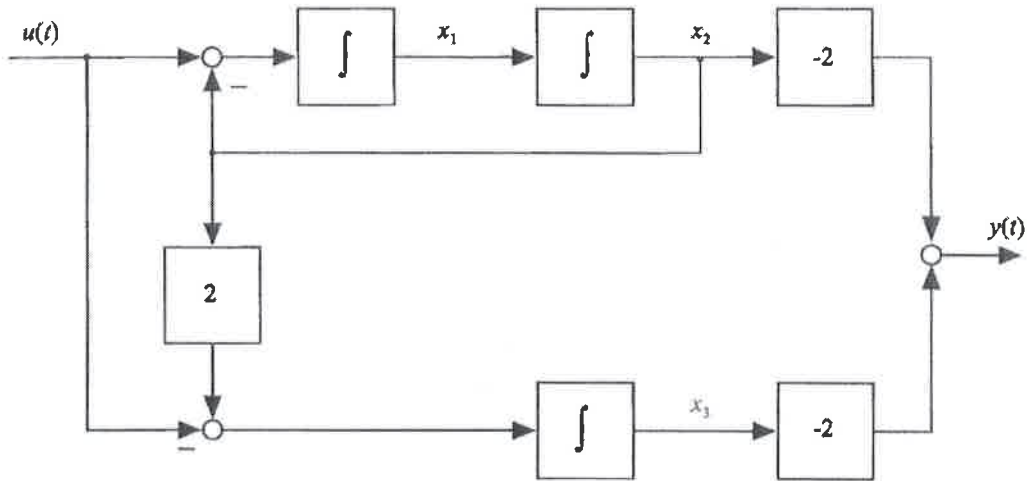 u(t)
∫
x₁
∫
x₂
-2
−
y(t)
2
−
∫
x₃
-2